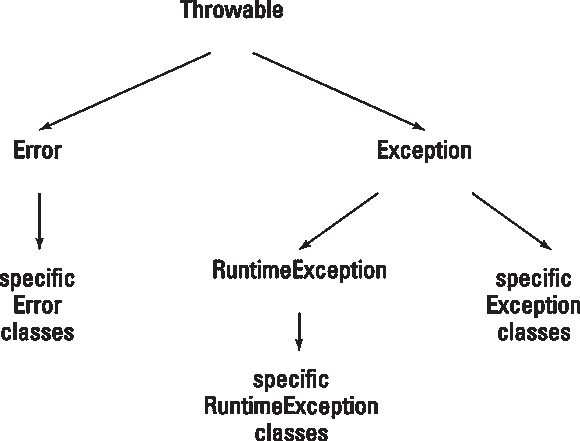 Throwable
Error
Exception
specific
Error
classes
RuntimeException
specific
Exception
classes
specific
RuntimeException
classes